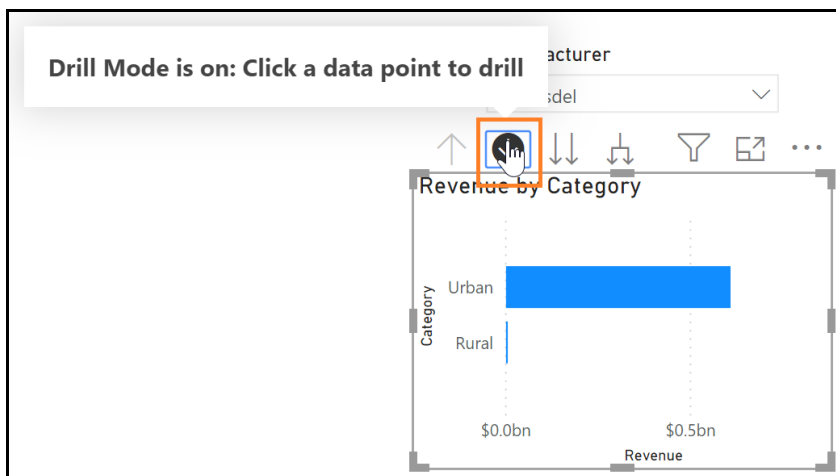 Drill Mode is on: Click a data point to drill
acturer
sdel
Revenue by Category
Category
Urban
Rural
$0.0bn
$0.5bn
Revenue